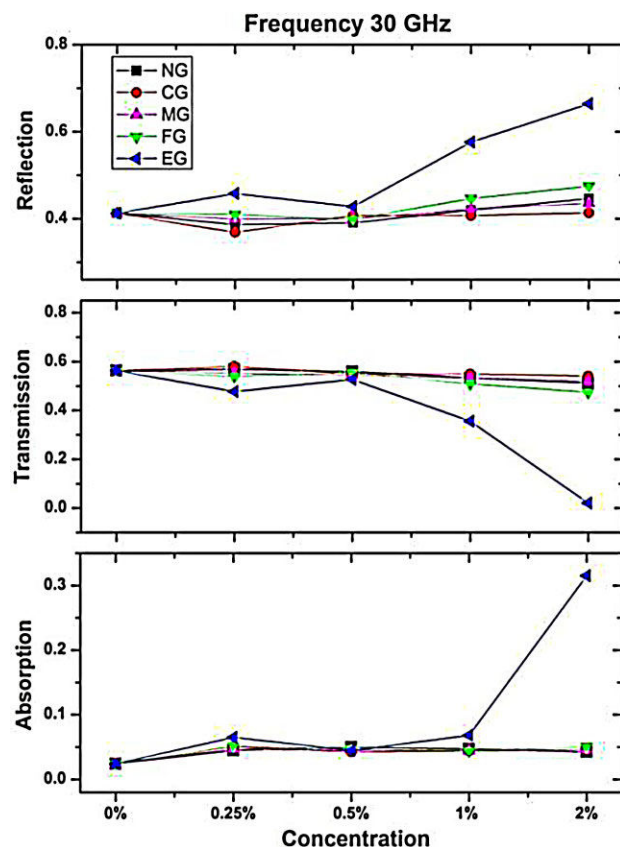 Frequency 30 GHz
NG
CG
MG
FG
EG
Reflection
0.8
0.6
0.4
Transmission
0.8
0.6
0.4
0.2
0.0
Absorption
0.3
0.2
0.1
0.0
0% 0.25% 0.5% 1% 2%
Concentration